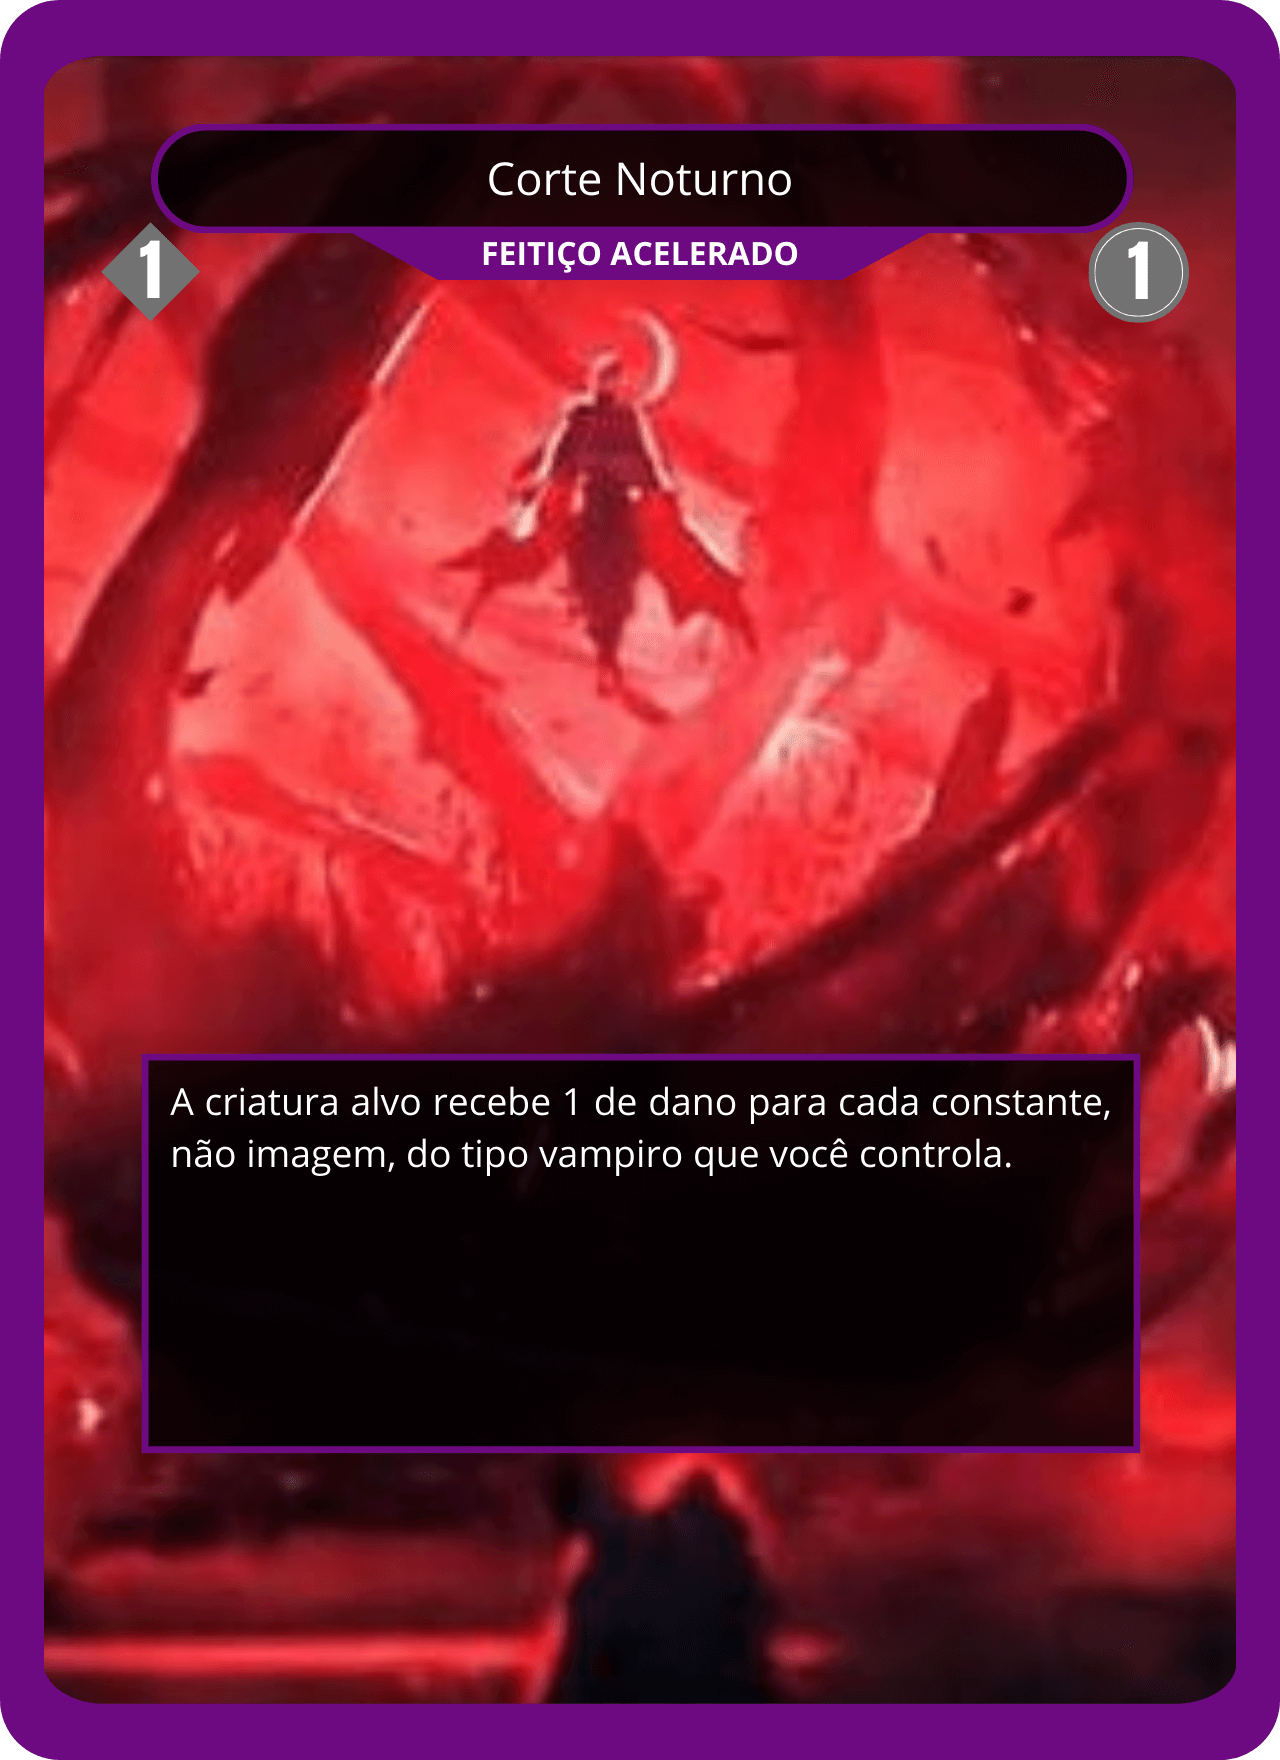 Corte Noturno
FEITIÇO ACELERADO
1
1
A criatura alvo recebe 1 de dano para cada constante,
não imagem, do tipo vampiro que você controla.